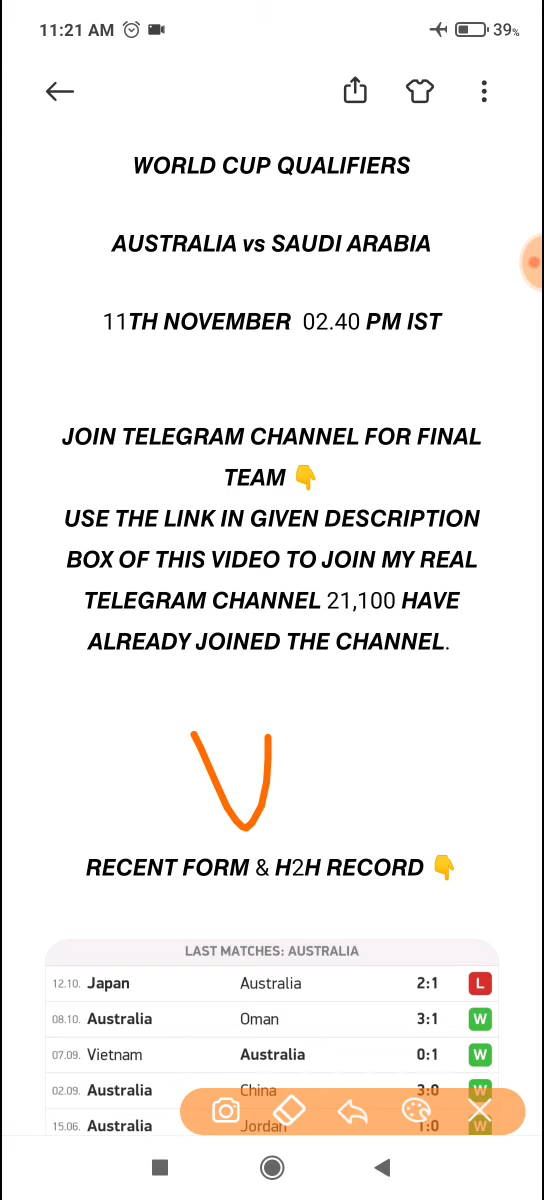 11:21 AM 39%
WORLD CUP QUALIFIERS
AUSTRALIA vs SAUDI ARABIA
11TH NOVEMBER 02.40 PM IST
JOIN TELEGRAM CHANNEL FOR FINAL
TEAM 👇
USE THE LINK IN GIVEN DESCRIPTION
BOX OF THIS VIDEO TO JOIN MY REAL
TELEGRAM CHANNEL 21,100 HAVE
ALREADY JOINED THE CHANNEL.
RECENT FORM & H2H RECORD 👇
LAST MATCHES: AUSTRALIA
12.10. Japan Australia 2:1 L
08.10. Australia Oman 3:1 W
07.09. Vietnam Australia 0:1 W
02.09. Australia China 3:0 W
15.06. Australia Jordan 1:0 W